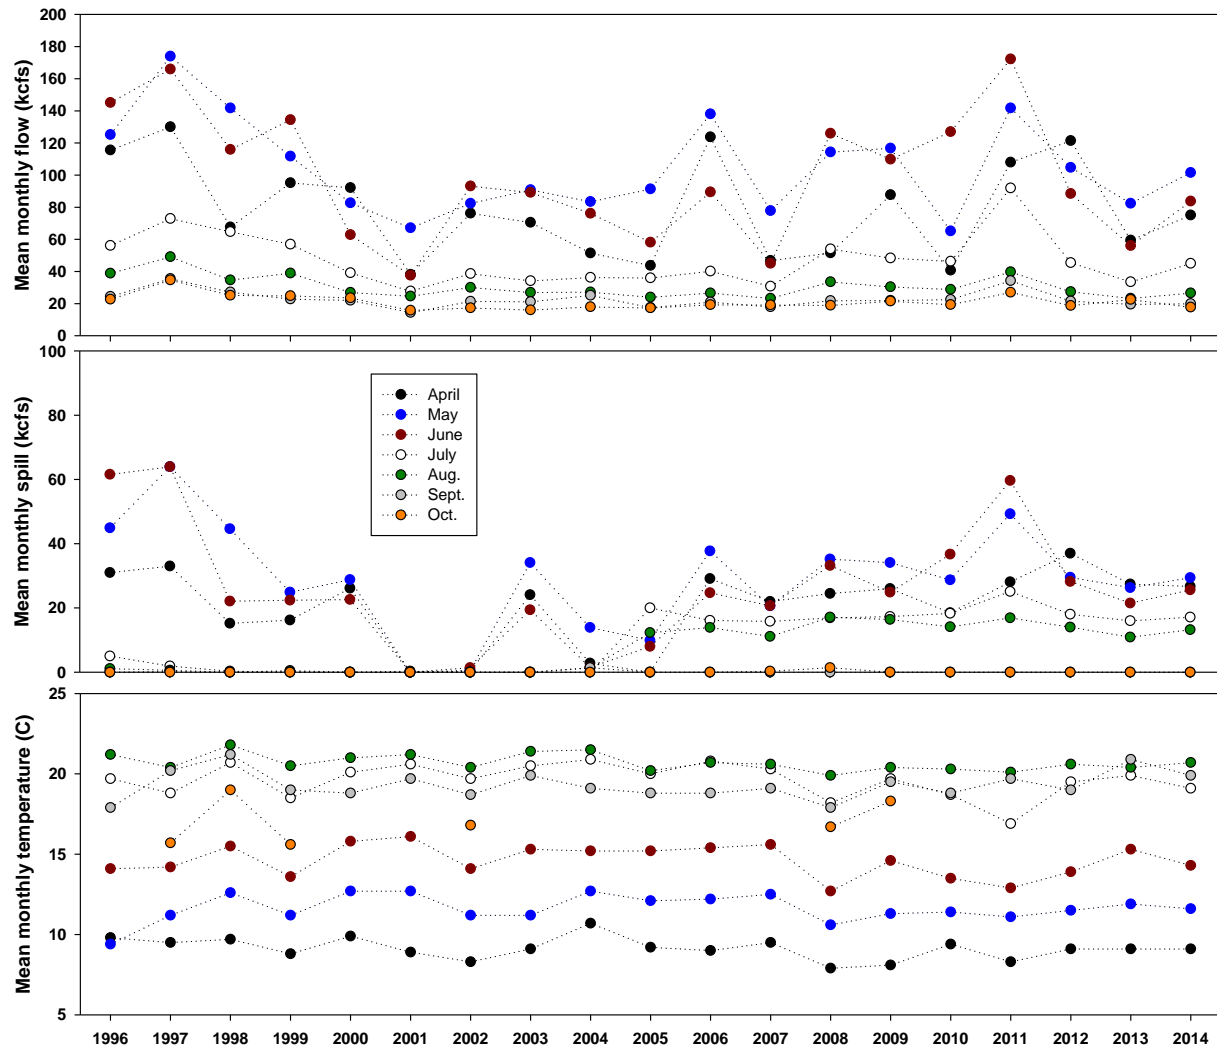 Mean monthly flow (kcfs)
200
180
160
140
120
100
80
60
40
20
0
Mean monthly spill (kcfs)
100
80
60
40
20
0
April
May
June
July
Aug.
Sept.
Oct.
Mean monthly temperature (C)
25
20
15
10
5
1996 1997 1998 1999 2000 2001 2002 2003 2004 2005 2006 2007 2008 2009 2010 2011 2012 2013 2014